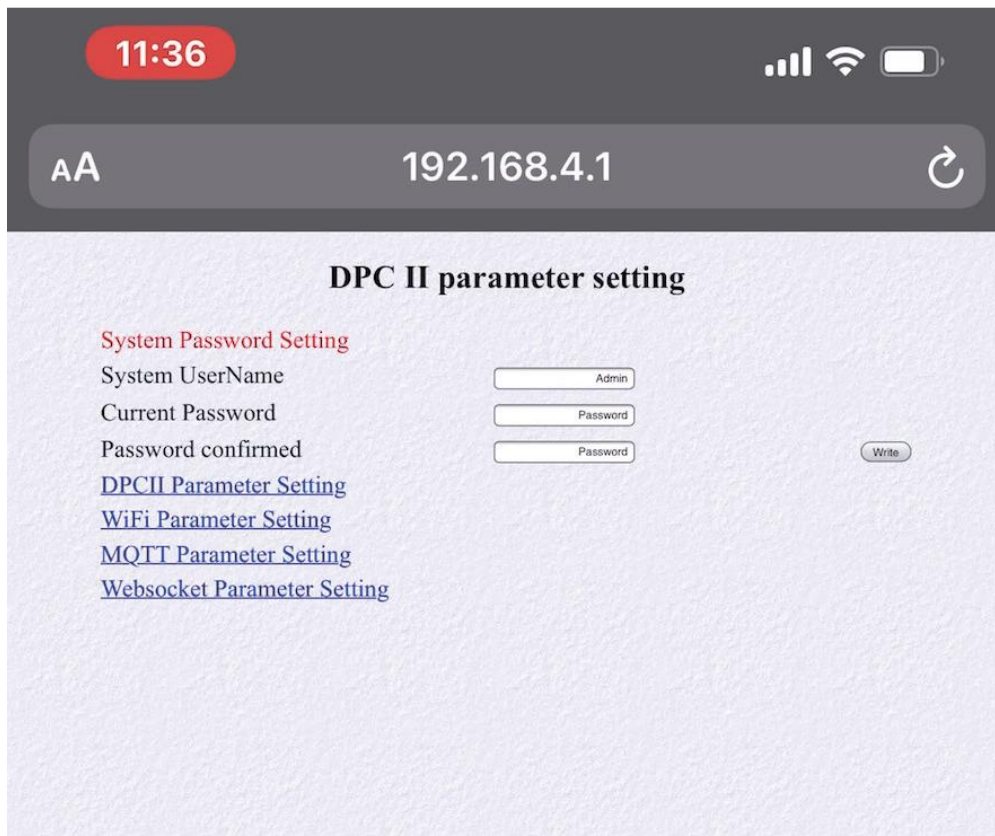 11:36
AA 192.168.4.1
DPC II parameter setting
System Password Setting
System UserName Admin
Current Password Password
Password confirmed Password Write
DPCII Parameter Setting
WiFi Parameter Setting
MQTT Parameter Setting
Websocket Parameter Setting